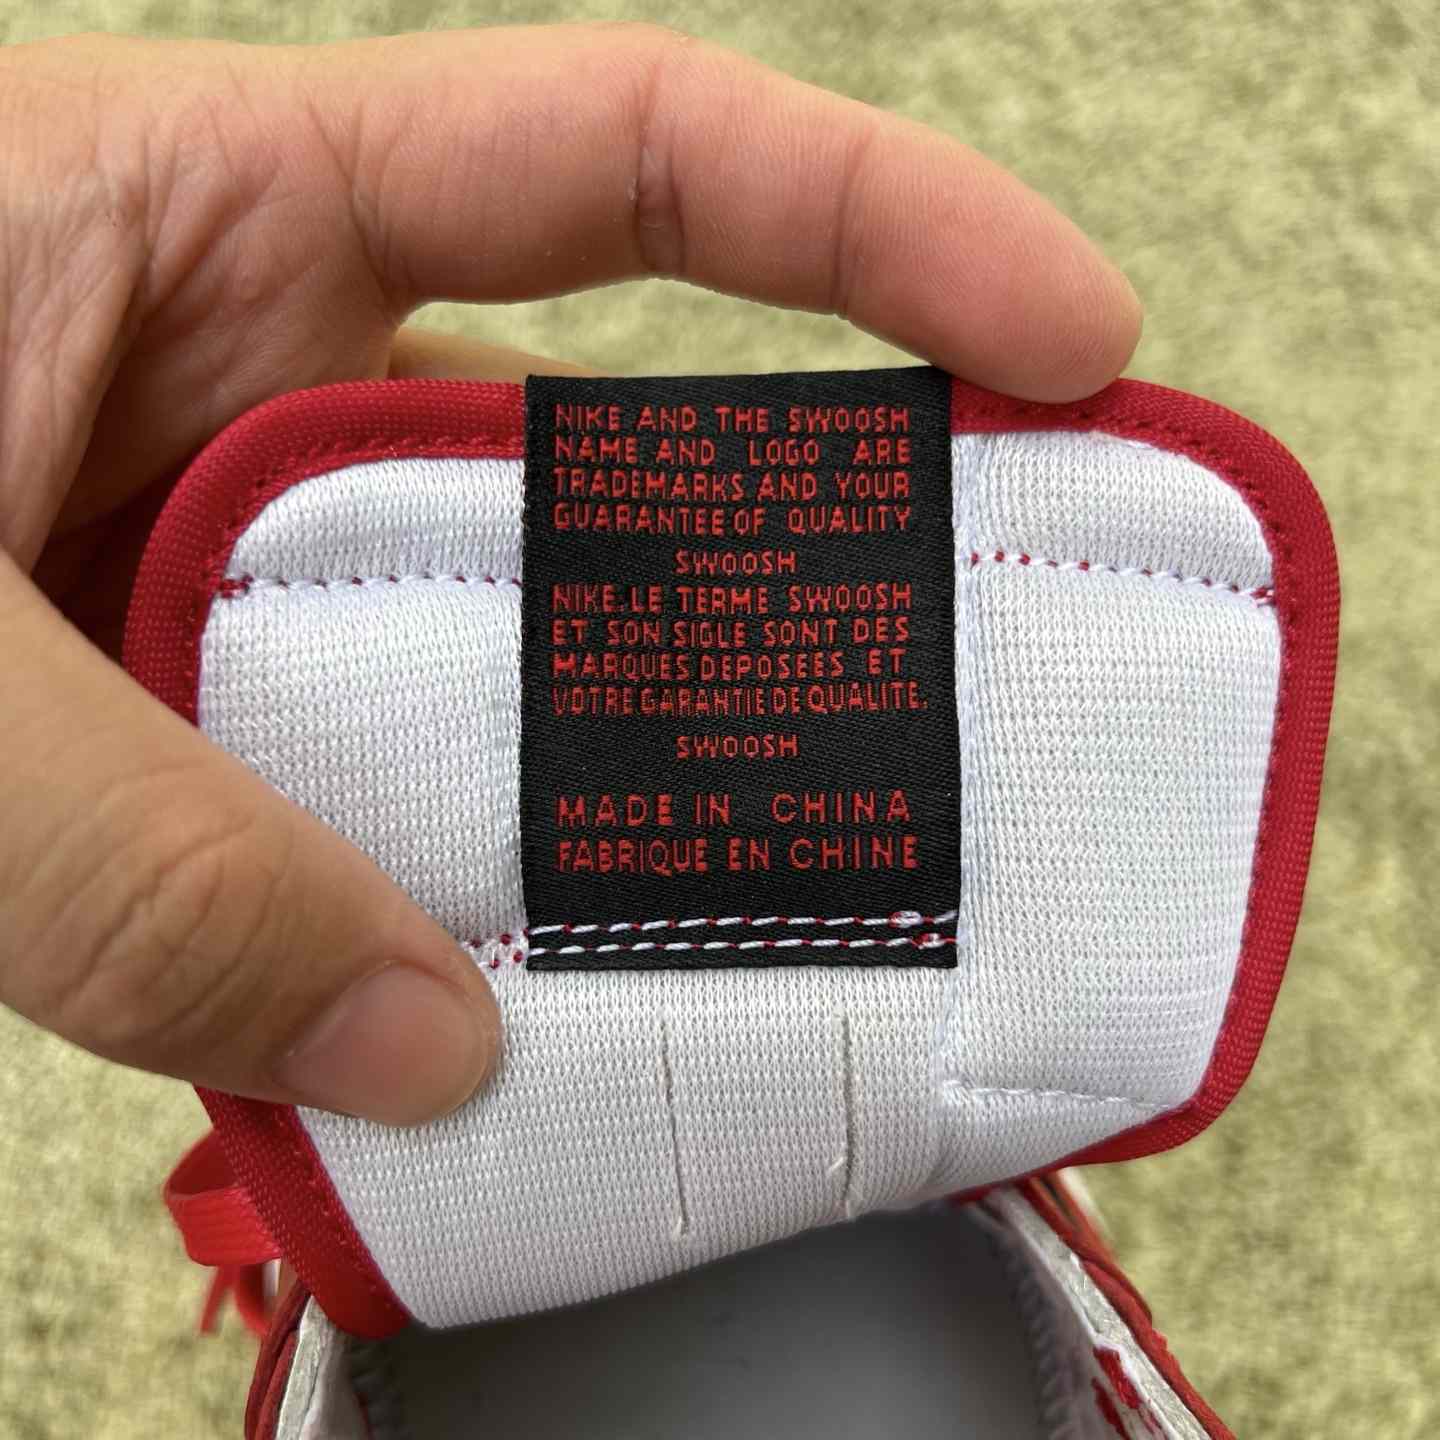 NIKE AND THE SWOOSH
NAME AND LOGO ARE
TRADEMARKS AND YOUR
GUARANTEE OF QUALITY
SWOOSH
NIKE.LE TERME SWOOSH
ET SON SIGLE SONT DES
MARQUES DEPOSEES ET
VOTRE GARANTIE DE QUALITE.
SWOOSH
MADE IN CHINA
FABRIQUE EN CHINE